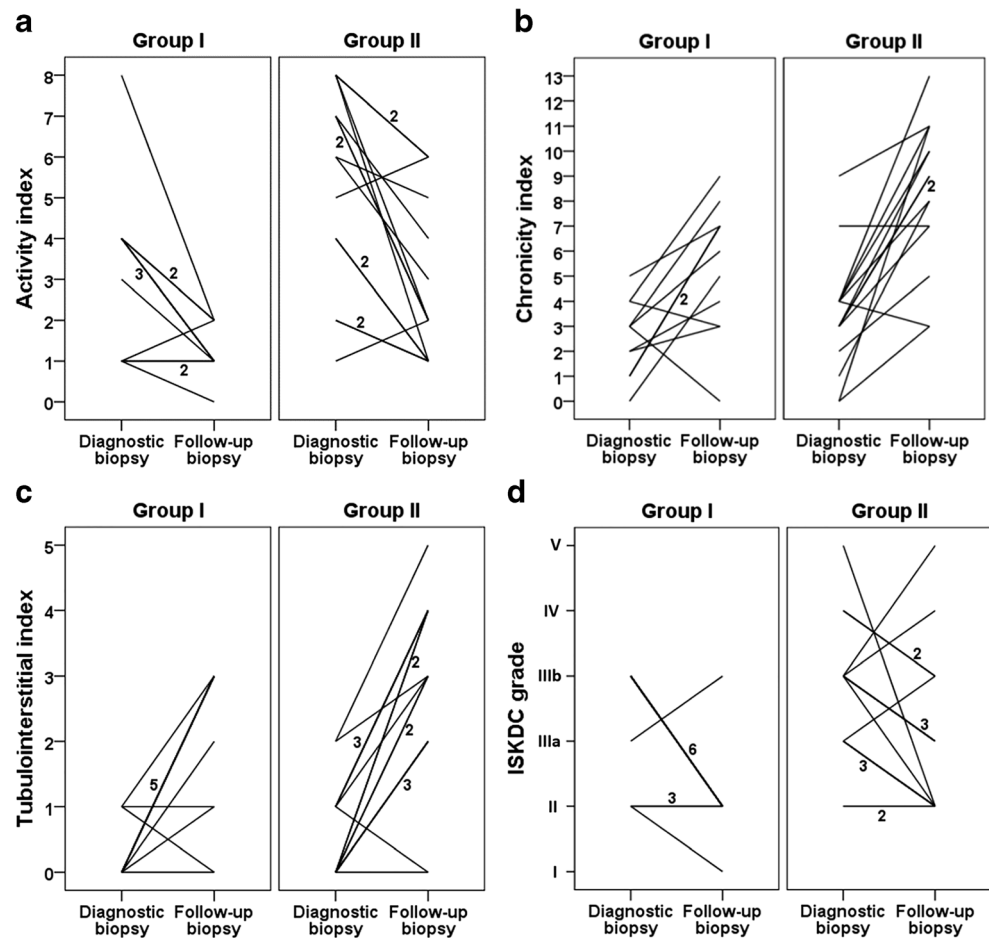 a
Group I
Group II
Activity index
8
7
6
5
4
3
2
1
0
3
2
2
2
2
2
2
Diagnostic biopsy
Follow-up biopsy
Diagnostic biopsy
Follow-up biopsy
b
Group I
Group II
Chronicity index
13
12
11
10
9
8
7
6
5
4
3
2
1
0
2
2
Diagnostic biopsy
Follow-up biopsy
Diagnostic biopsy
Follow-up biopsy
c
Group I
Group II
Tubulointerstitial index
5
4
3
2
1
0
5
3
2
2
3
Diagnostic biopsy
Follow-up biopsy
Diagnostic biopsy
Follow-up biopsy
d
Group I
Group II
ISKDC grade
V
IV
IIIb
IIIa
II
I
6
3
2
3
3
2
Diagnostic biopsy
Follow-up biopsy
Diagnostic biopsy
Follow-up biopsy